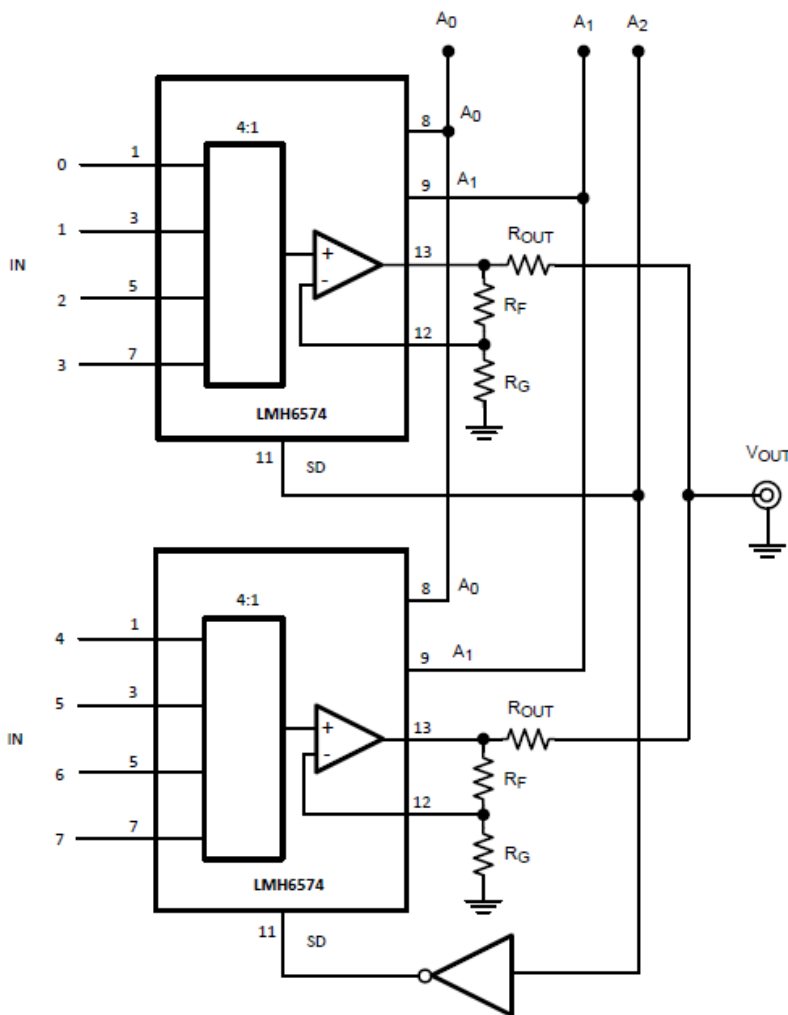 A0 A1 A2
4:1
8 A0
0 1
9 A1
1 3
ROUT
13
IN
+
-
2 5
RF
12
3 7
RG
LMH6574
11 SD
VOUT
8 A0
4:1
4 1
9 A1
5 3
ROUT
13
IN
+
-
6 5
RF
12
7 7
RG
LMH6574
11 SD